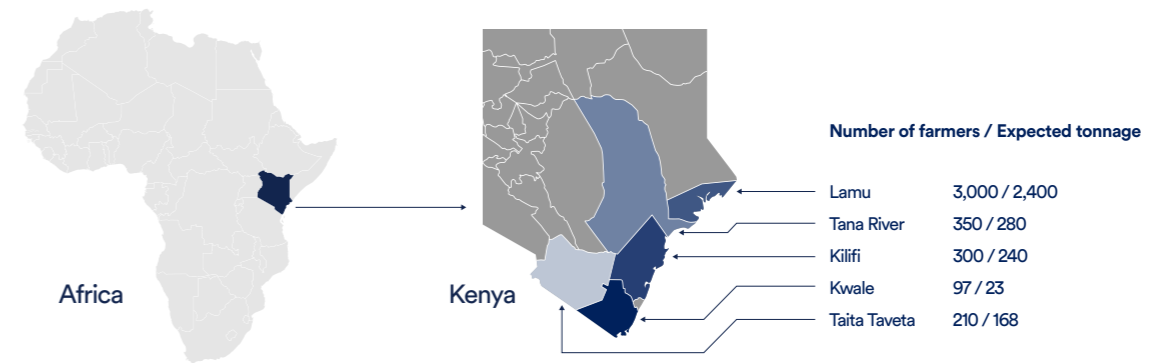 Number of farmers / Expected tonnage
Lamu 3,000 / 2,400
Tana River 350 / 280
Kilifi 300 / 240
Kwale 97 / 23
Taita Taveta 210 / 168
Africa
Kenya